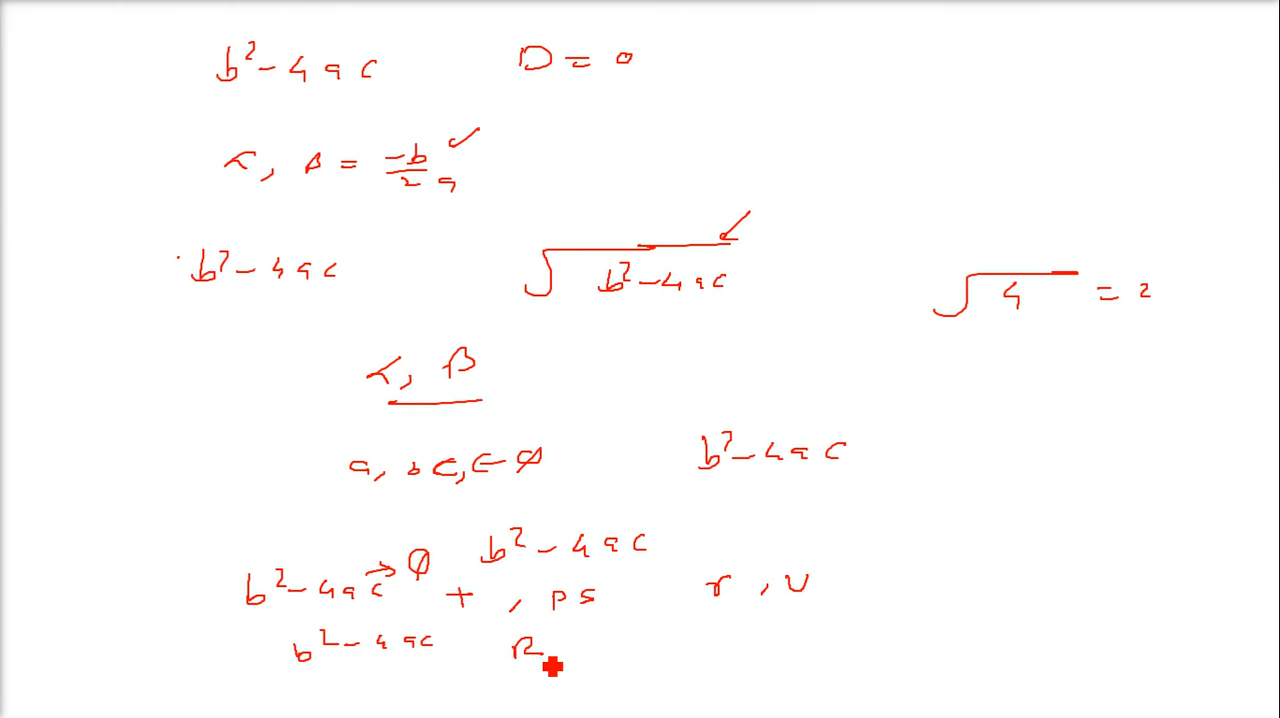 b² - 4ac D = 0
α, β = -b/2a
b² - 4ac √(b² - 4ac) √4 = 2
α, β
a, b c, ∈ Q b² - 4ac
b² - 4ac
b² - 4ac → Q + , PS r, U
b² - 4ac R